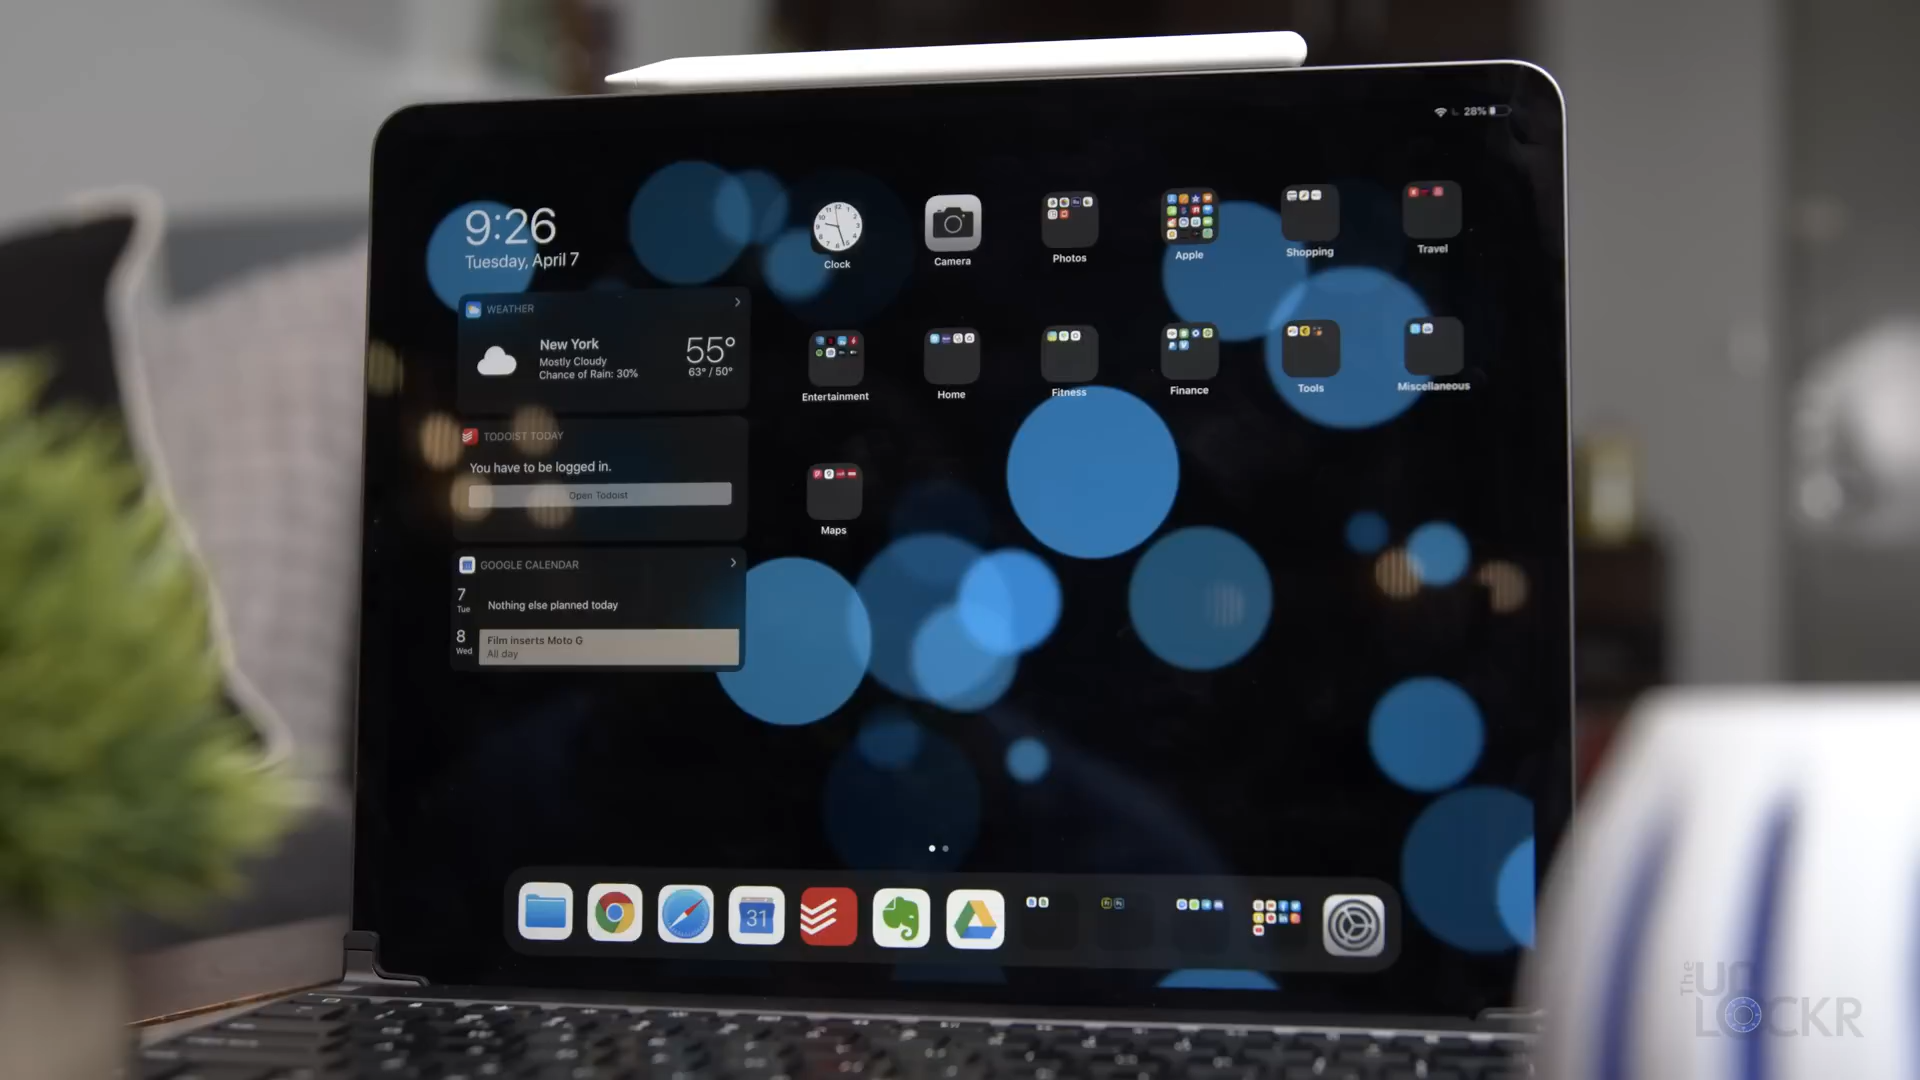 28%
9:26
Tuesday, April 7
WEATHER
New York
Mostly Cloudy
Chance of Rain: 30%
55°
63° / 50°
TODOIST TODAY
You have to be logged in.
Open Todoist
GOOGLE CALENDAR
7
Tue
Nothing else planned today
8
Wed
Film inserts Moto G
All day
Clock
Camera
Photos
Apple
Shopping
Travel
Entertainment
Home
Fitness
Finance
Tools
Miscellaneous
Maps
31
The
UN
LOCKR